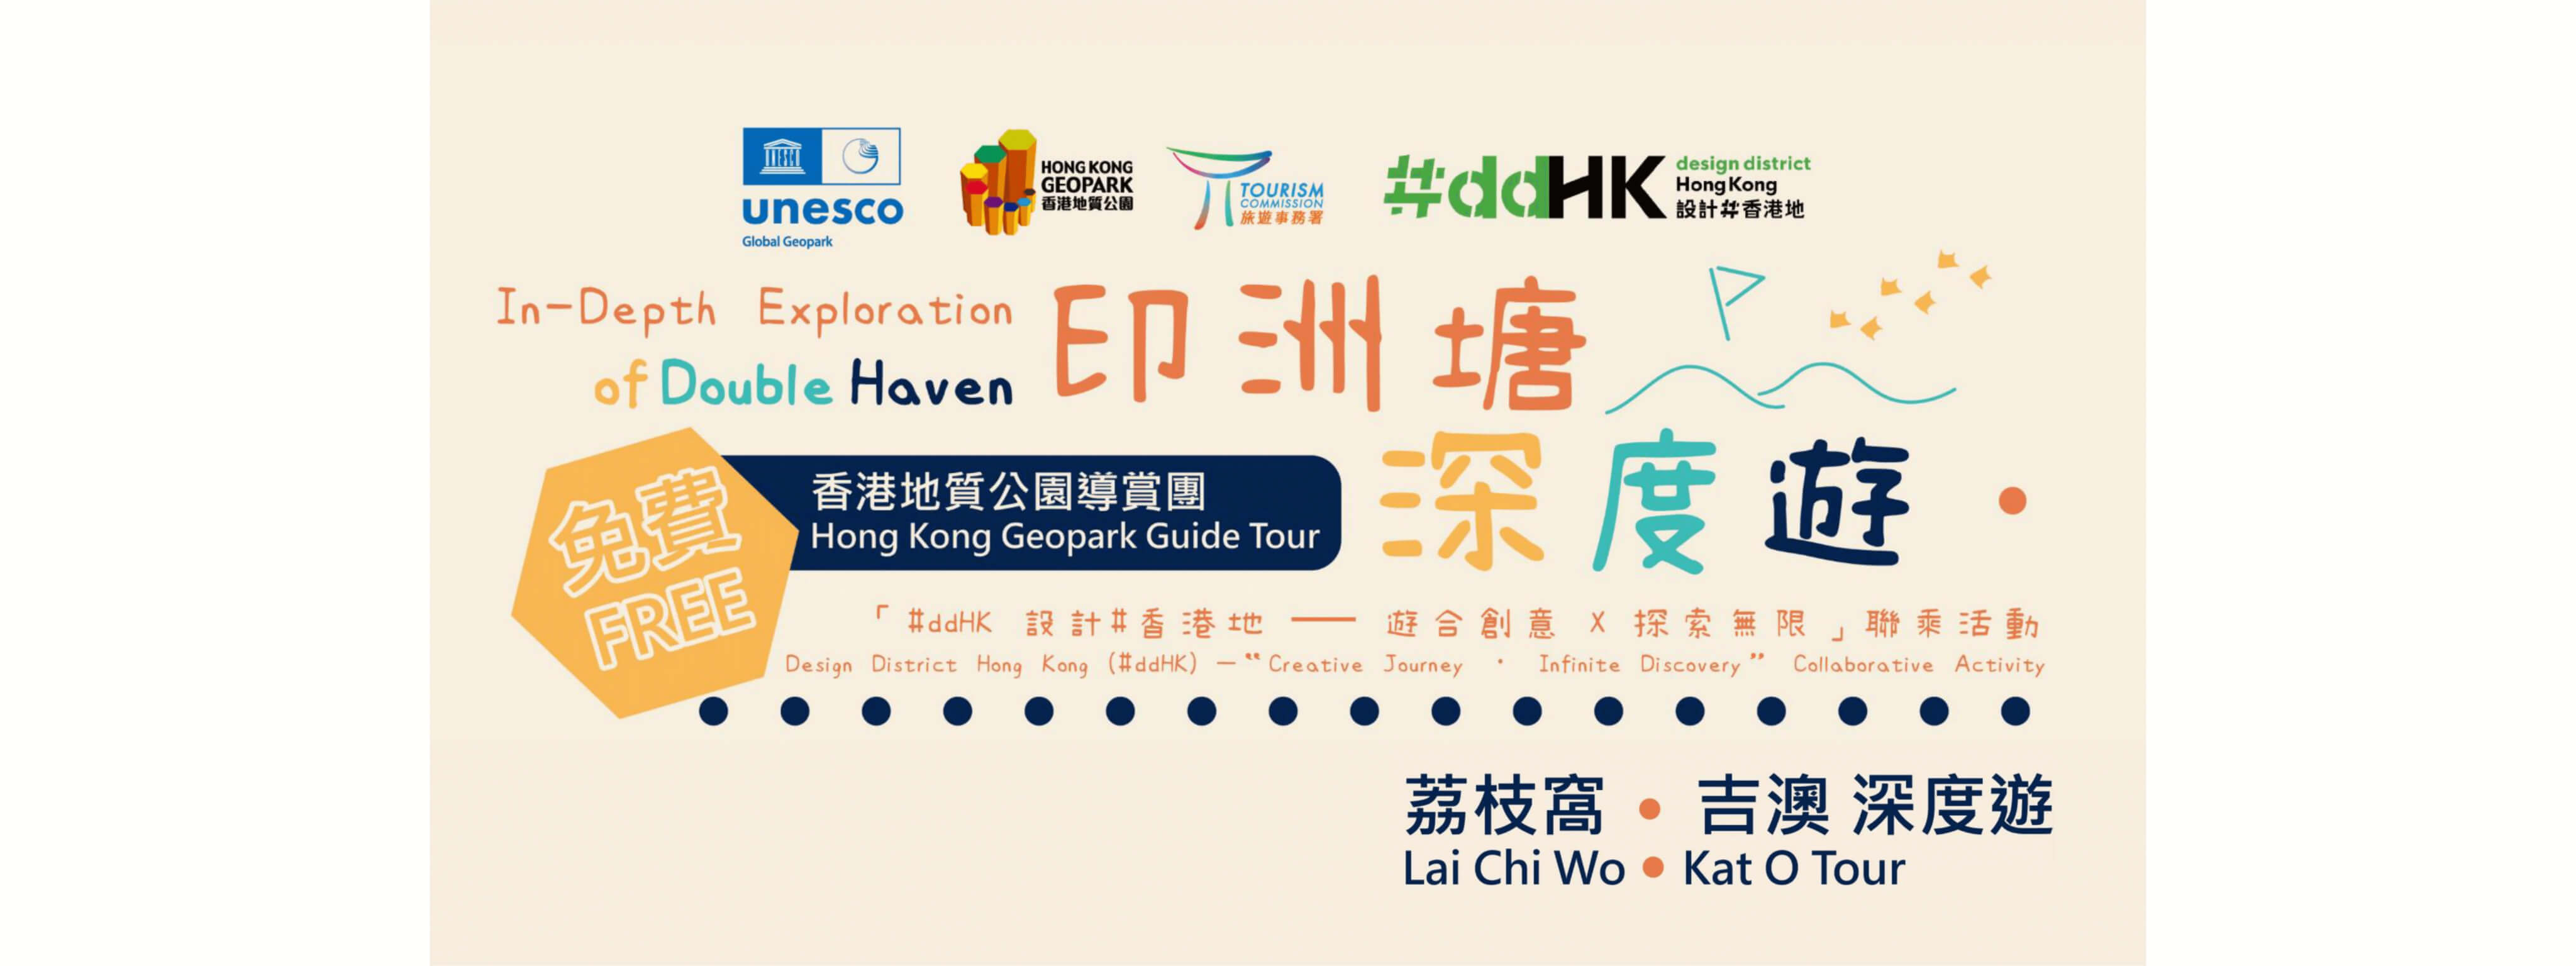 unesco
Global Geopark
HONG KONG
GEOPARK
香港地質公園
TOURISM
COMMISSION
旅遊事務署
#ddHK
design district
HongKong
設計#香港地
In-Depth Exploration
of Double Haven
印洲塘
深度遊
免費
FREE
香港地質公園導賞團
Hong Kong Geopark Guide Tour
「#ddHK 設計#香港地 — 遊合創意 X 探索無限」聯乘活動
Design District Hong Kong (#ddHK) — "Creative Journey · Infinite Discovery" Collaborative Activity
荔枝窩 • 吉澳 深度遊
Lai Chi Wo • Kat O Tour